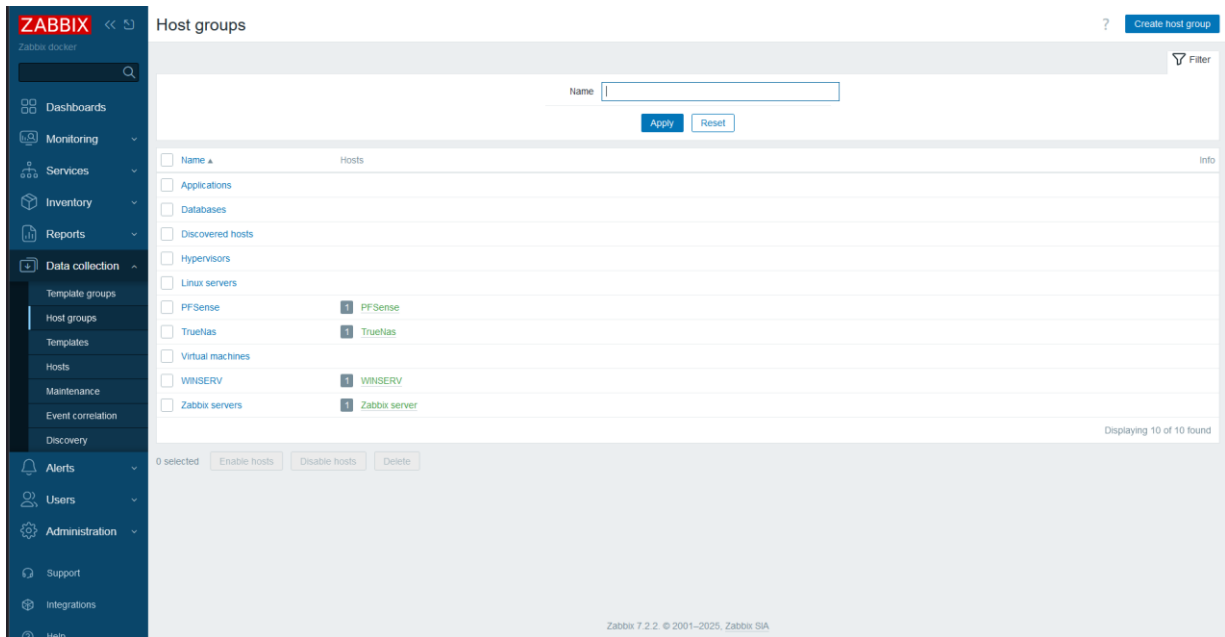 ZABBIX
Zabbix docker
Dashboards
Monitoring
Services
Inventory
Reports
Data collection
Template groups
Host groups
Templates
Hosts
Maintenance
Event correlation
Discovery
Alerts
Users
Administration
Support
Integrations
Help
Host groups
? Create host group
Filter
Name
Apply Reset
Name ▲ Hosts Info
Applications
Databases
Discovered hosts
Hypervisors
Linux servers
PFSense 1 PFSense
TrueNas 1 TrueNas
Virtual machines
WINSERV 1 WINSERV
Zabbix servers 1 Zabbix server
Displaying 10 of 10 found
0 selected Enable hosts Disable hosts Delete
Zabbix 7.2.2. © 2001–2025, Zabbix SIA